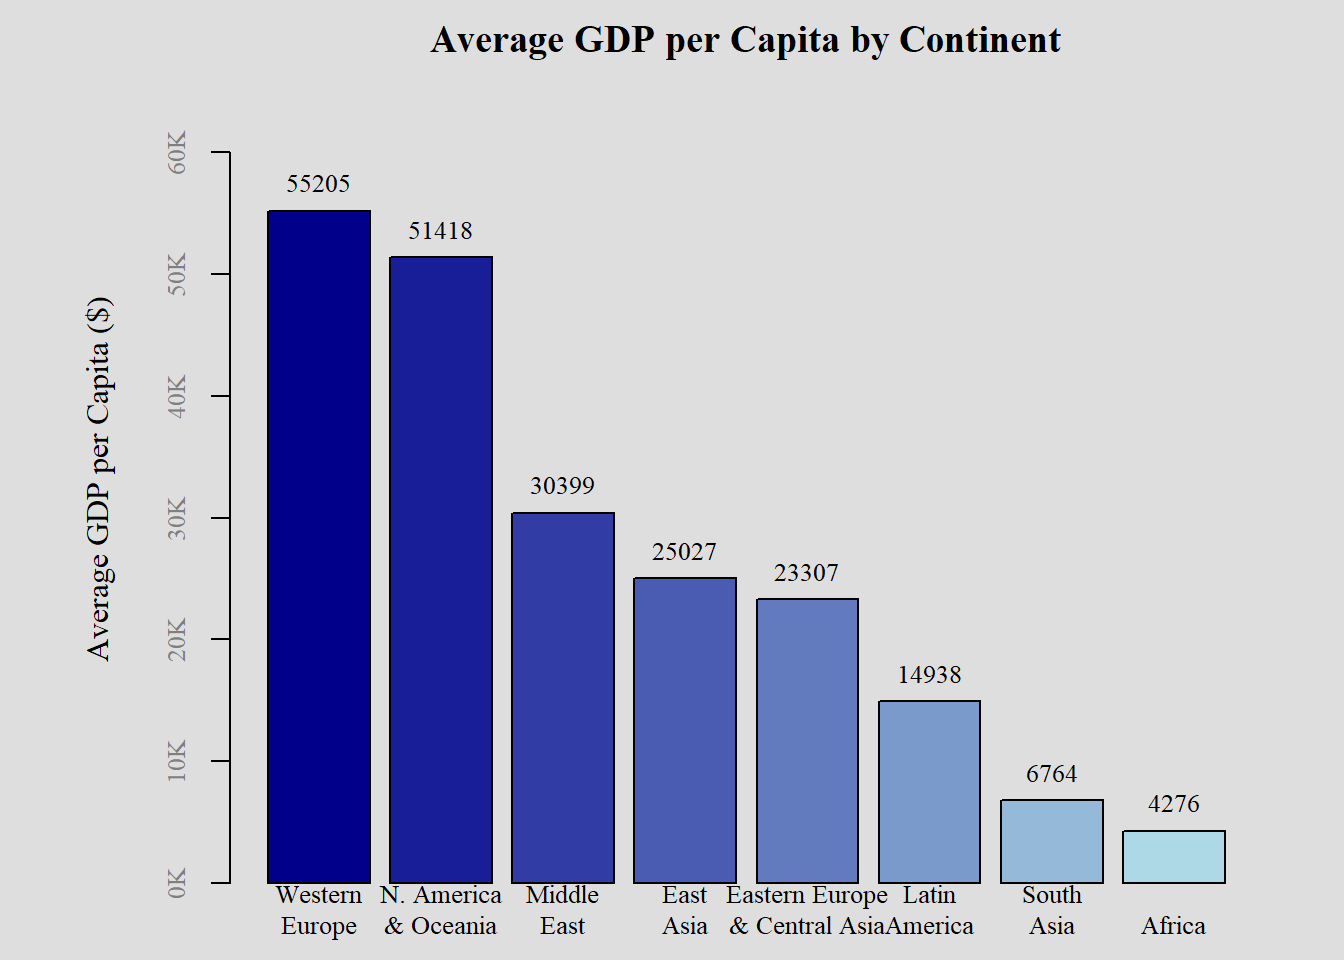 Average GDP per Capita by Continent
Average GDP per Capita ($)
60K
50K
40K
30K
20K
10K
0K
55205
51418
30399
25027
23307
14938
6764
4276
Western
Europe
N. America
& Oceania
Middle
East
East
Asia
Eastern Europe
& Central Asia
Latin
America
South
Asia
Africa